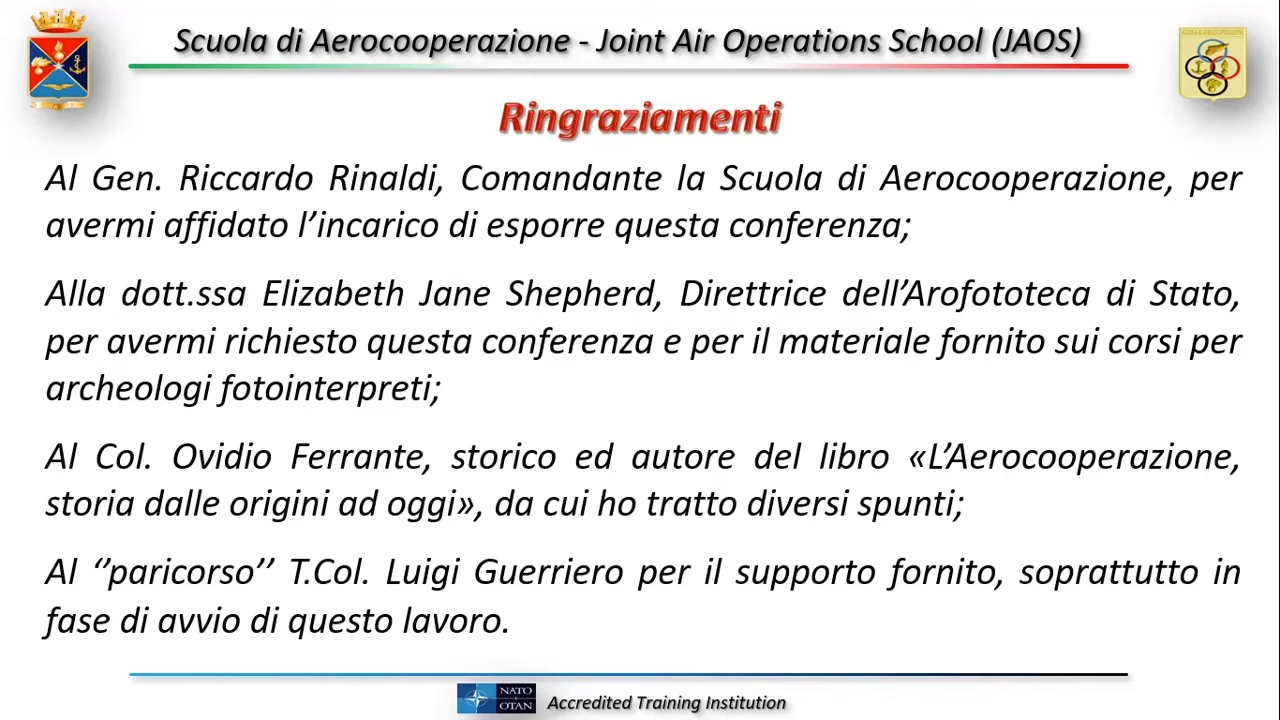 Scuola di Aerocooperazione - Joint Air Operations School (JAOS)
Ringraziamenti
Al Gen. Riccardo Rinaldi, Comandante la Scuola di Aerocooperazione, per
avermi affidato l’incarico di esporre questa conferenza;
Alla dott.ssa Elizabeth Jane Shepherd, Direttrice dell’Arofototeca di Stato,
per avermi richiesto questa conferenza e per il materiale fornito sui corsi per
archeologi fotointerpreti;
Al Col. Ovidio Ferrante, storico ed autore del libro «L’Aerocooperazione,
storia dalle origini ad oggi», da cui ho tratto diversi spunti;
Al ‘’paricorso’’ T.Col. Luigi Guerriero per il supporto fornito, soprattutto in
fase di avvio di questo lavoro.
NATO
OTAN
Accredited Training Institution